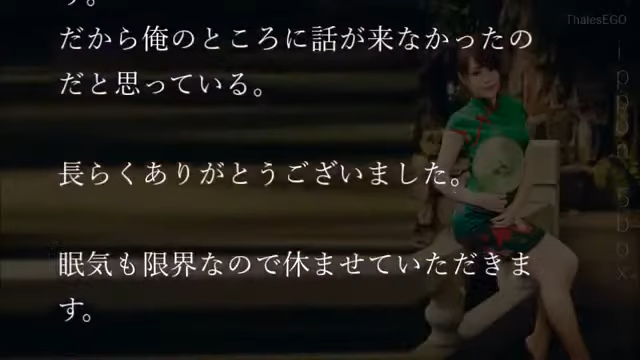 す。
だから俺のところに話が来なかったの
だと思っている。
長らくありがとうございました。
眠気も限界なので休ませていただきま
す。
ThalesEGO